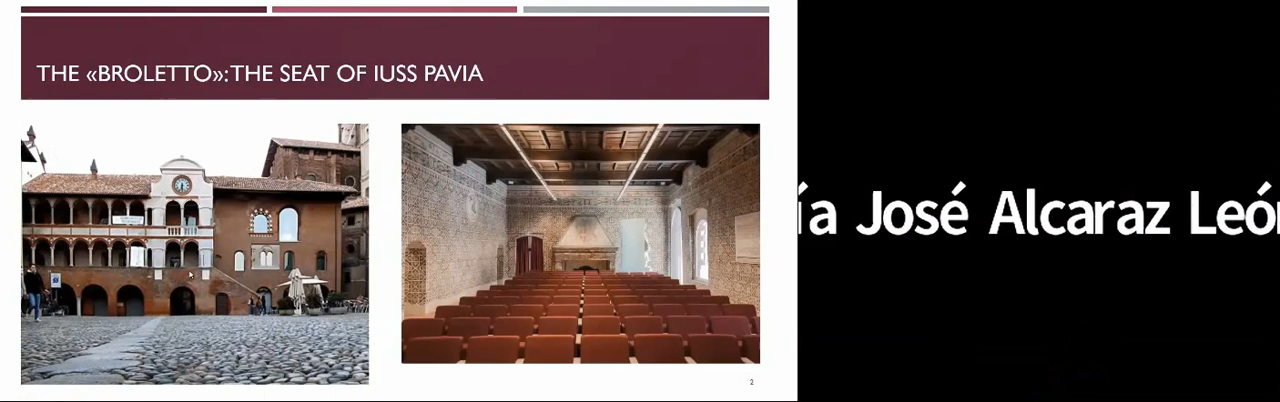 THE «BROLETTO»: THE SEAT OF IUSS PAVIA
2
ía José Alcaraz León